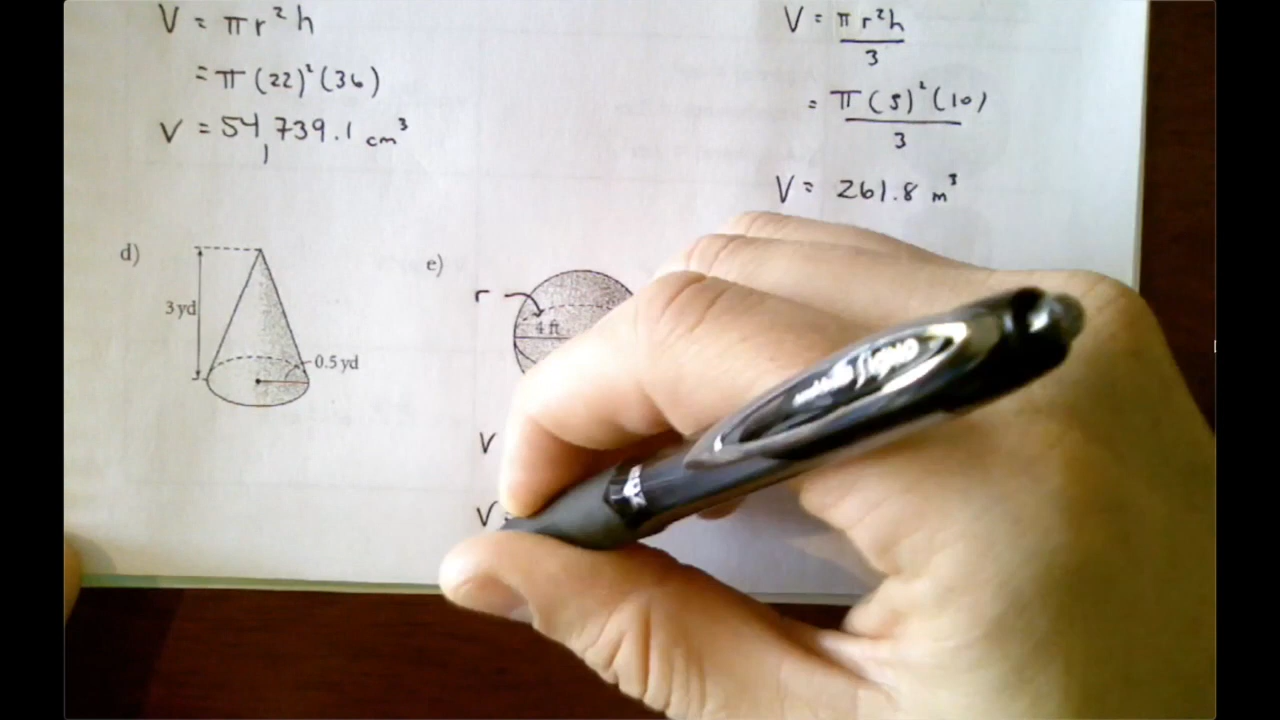 V = πr²h
= π(22)²(36)
V = 54,739.1 cm³
V = πr²h
3
= π(5)²(10)
3
V = 261.8 m³
d)
3 yd
0.5 yd
e)
r
4 ft
V
V